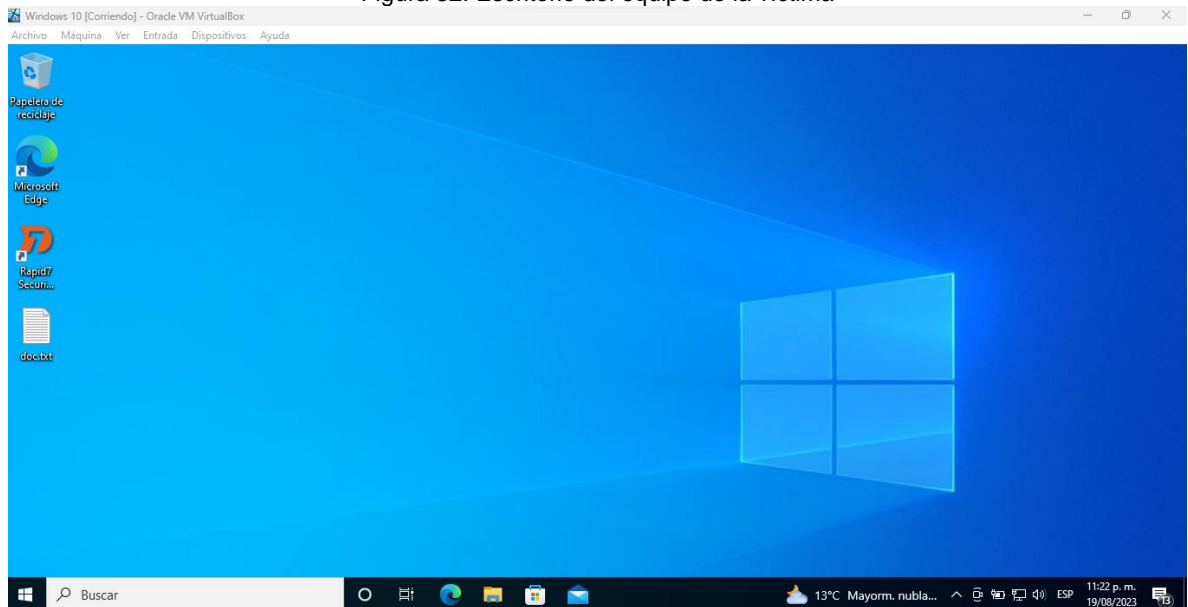 Windows 10 [Corriendo] - Oracle VM VirtualBox
Archivo Máquina Ver Entrada Dispositivos Ayuda
Papelera de
reciclaje
Microsoft
Edge
Rapid7
Securi...
doc.txt
Buscar
13°C Mayorm. nubla...
ESP
11:22 p. m.
19/08/2023
13